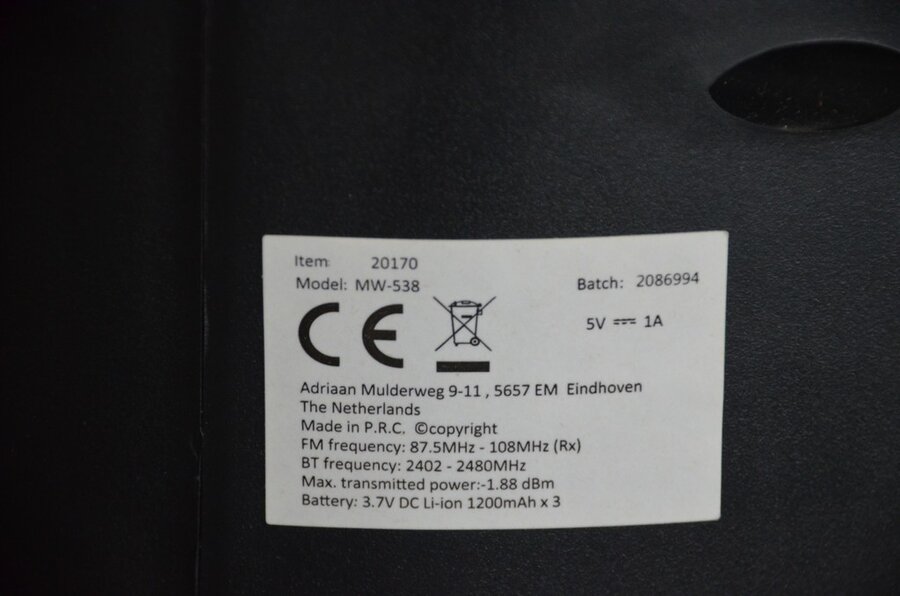 Item: 20170
Model: MW-538
Batch: 2086994
CE
5V ⎓ 1A
Adriaan Mulderweg 9-11 , 5657 EM Eindhoven
The Netherlands
Made in P.R.C. ©copyright
FM frequency: 87.5MHz - 108MHz (Rx)
BT frequency: 2402 - 2480MHz
Max. transmitted power:-1.88 dBm
Battery: 3.7V DC Li-ion 1200mAh x 3